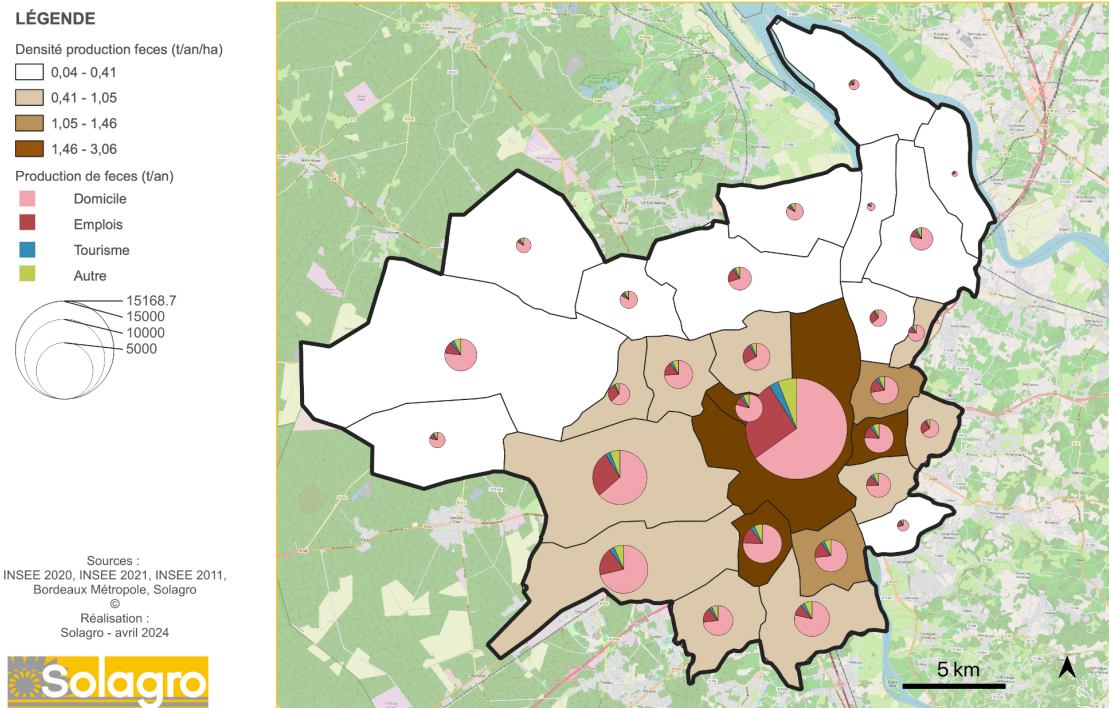 LÉGENDE
Densité production feces (t/an/ha)
0,04 - 0,41
0,41 - 1,05
1,05 - 1,46
1,46 - 3,06
Production de feces (t/an)
Domicile
Emplois
Tourisme
Autre
15168.7
15000
10000
5000
Sources :
INSEE 2020, INSEE 2021, INSEE 2011,
Bordeaux Métropole, Solagro
©
Réalisation :
Solagro - avril 2024
Solagro
5 km